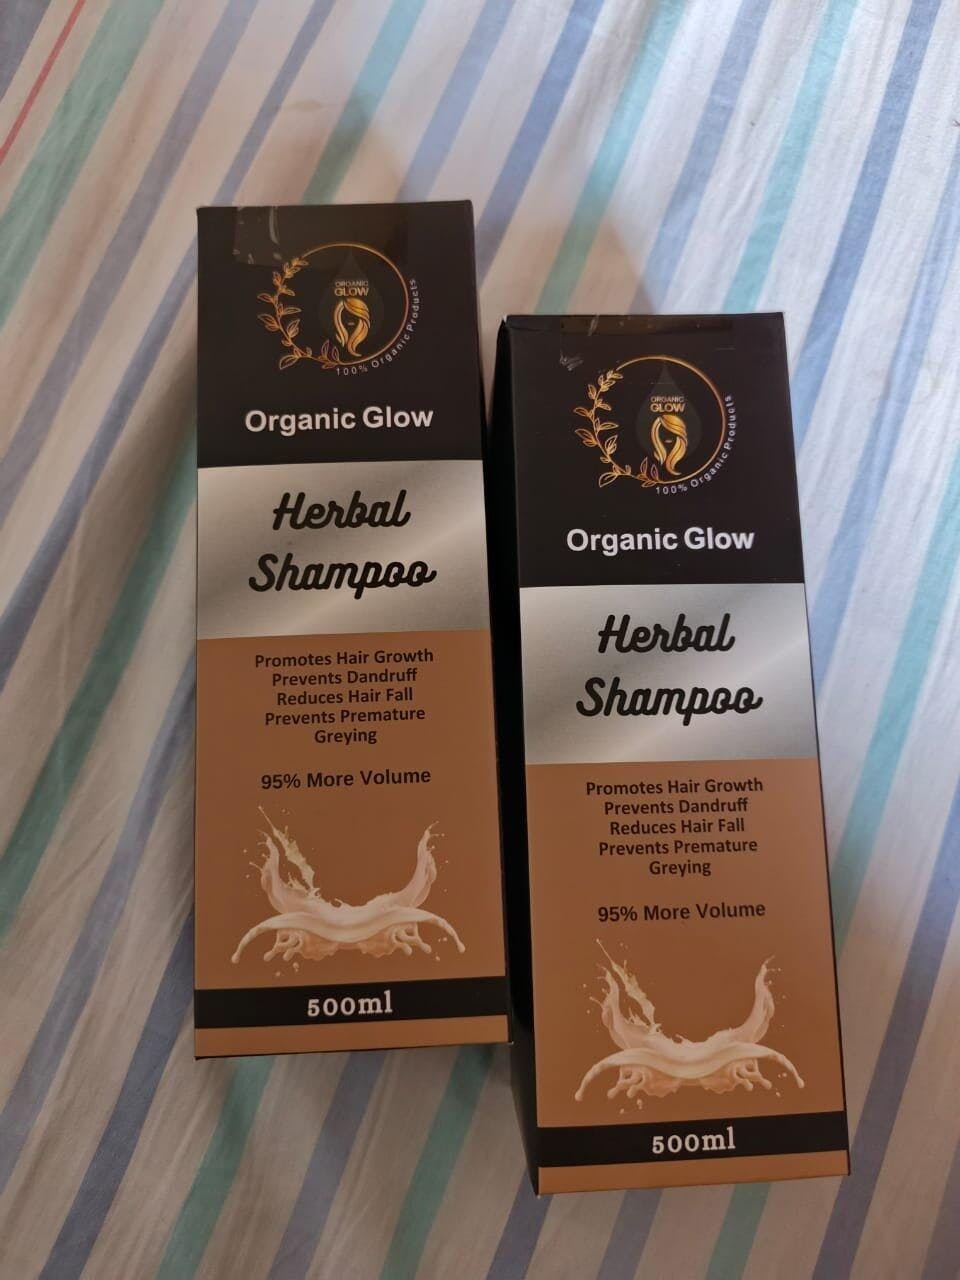 ORGANIC
GLOW
100% Organic Products
Organic Glow
Herbal
Shampoo
Promotes Hair Growth
Prevents Dandruff
Reduces Hair Fall
Prevents Premature
Greying
95% More Volume
500ml
ORGANIC
GLOW
100% Organic Products
Organic Glow
Herbal
Shampoo
Promotes Hair Growth
Prevents Dandruff
Reduces Hair Fall
Prevents Premature
Greying
95% More Volume
500ml